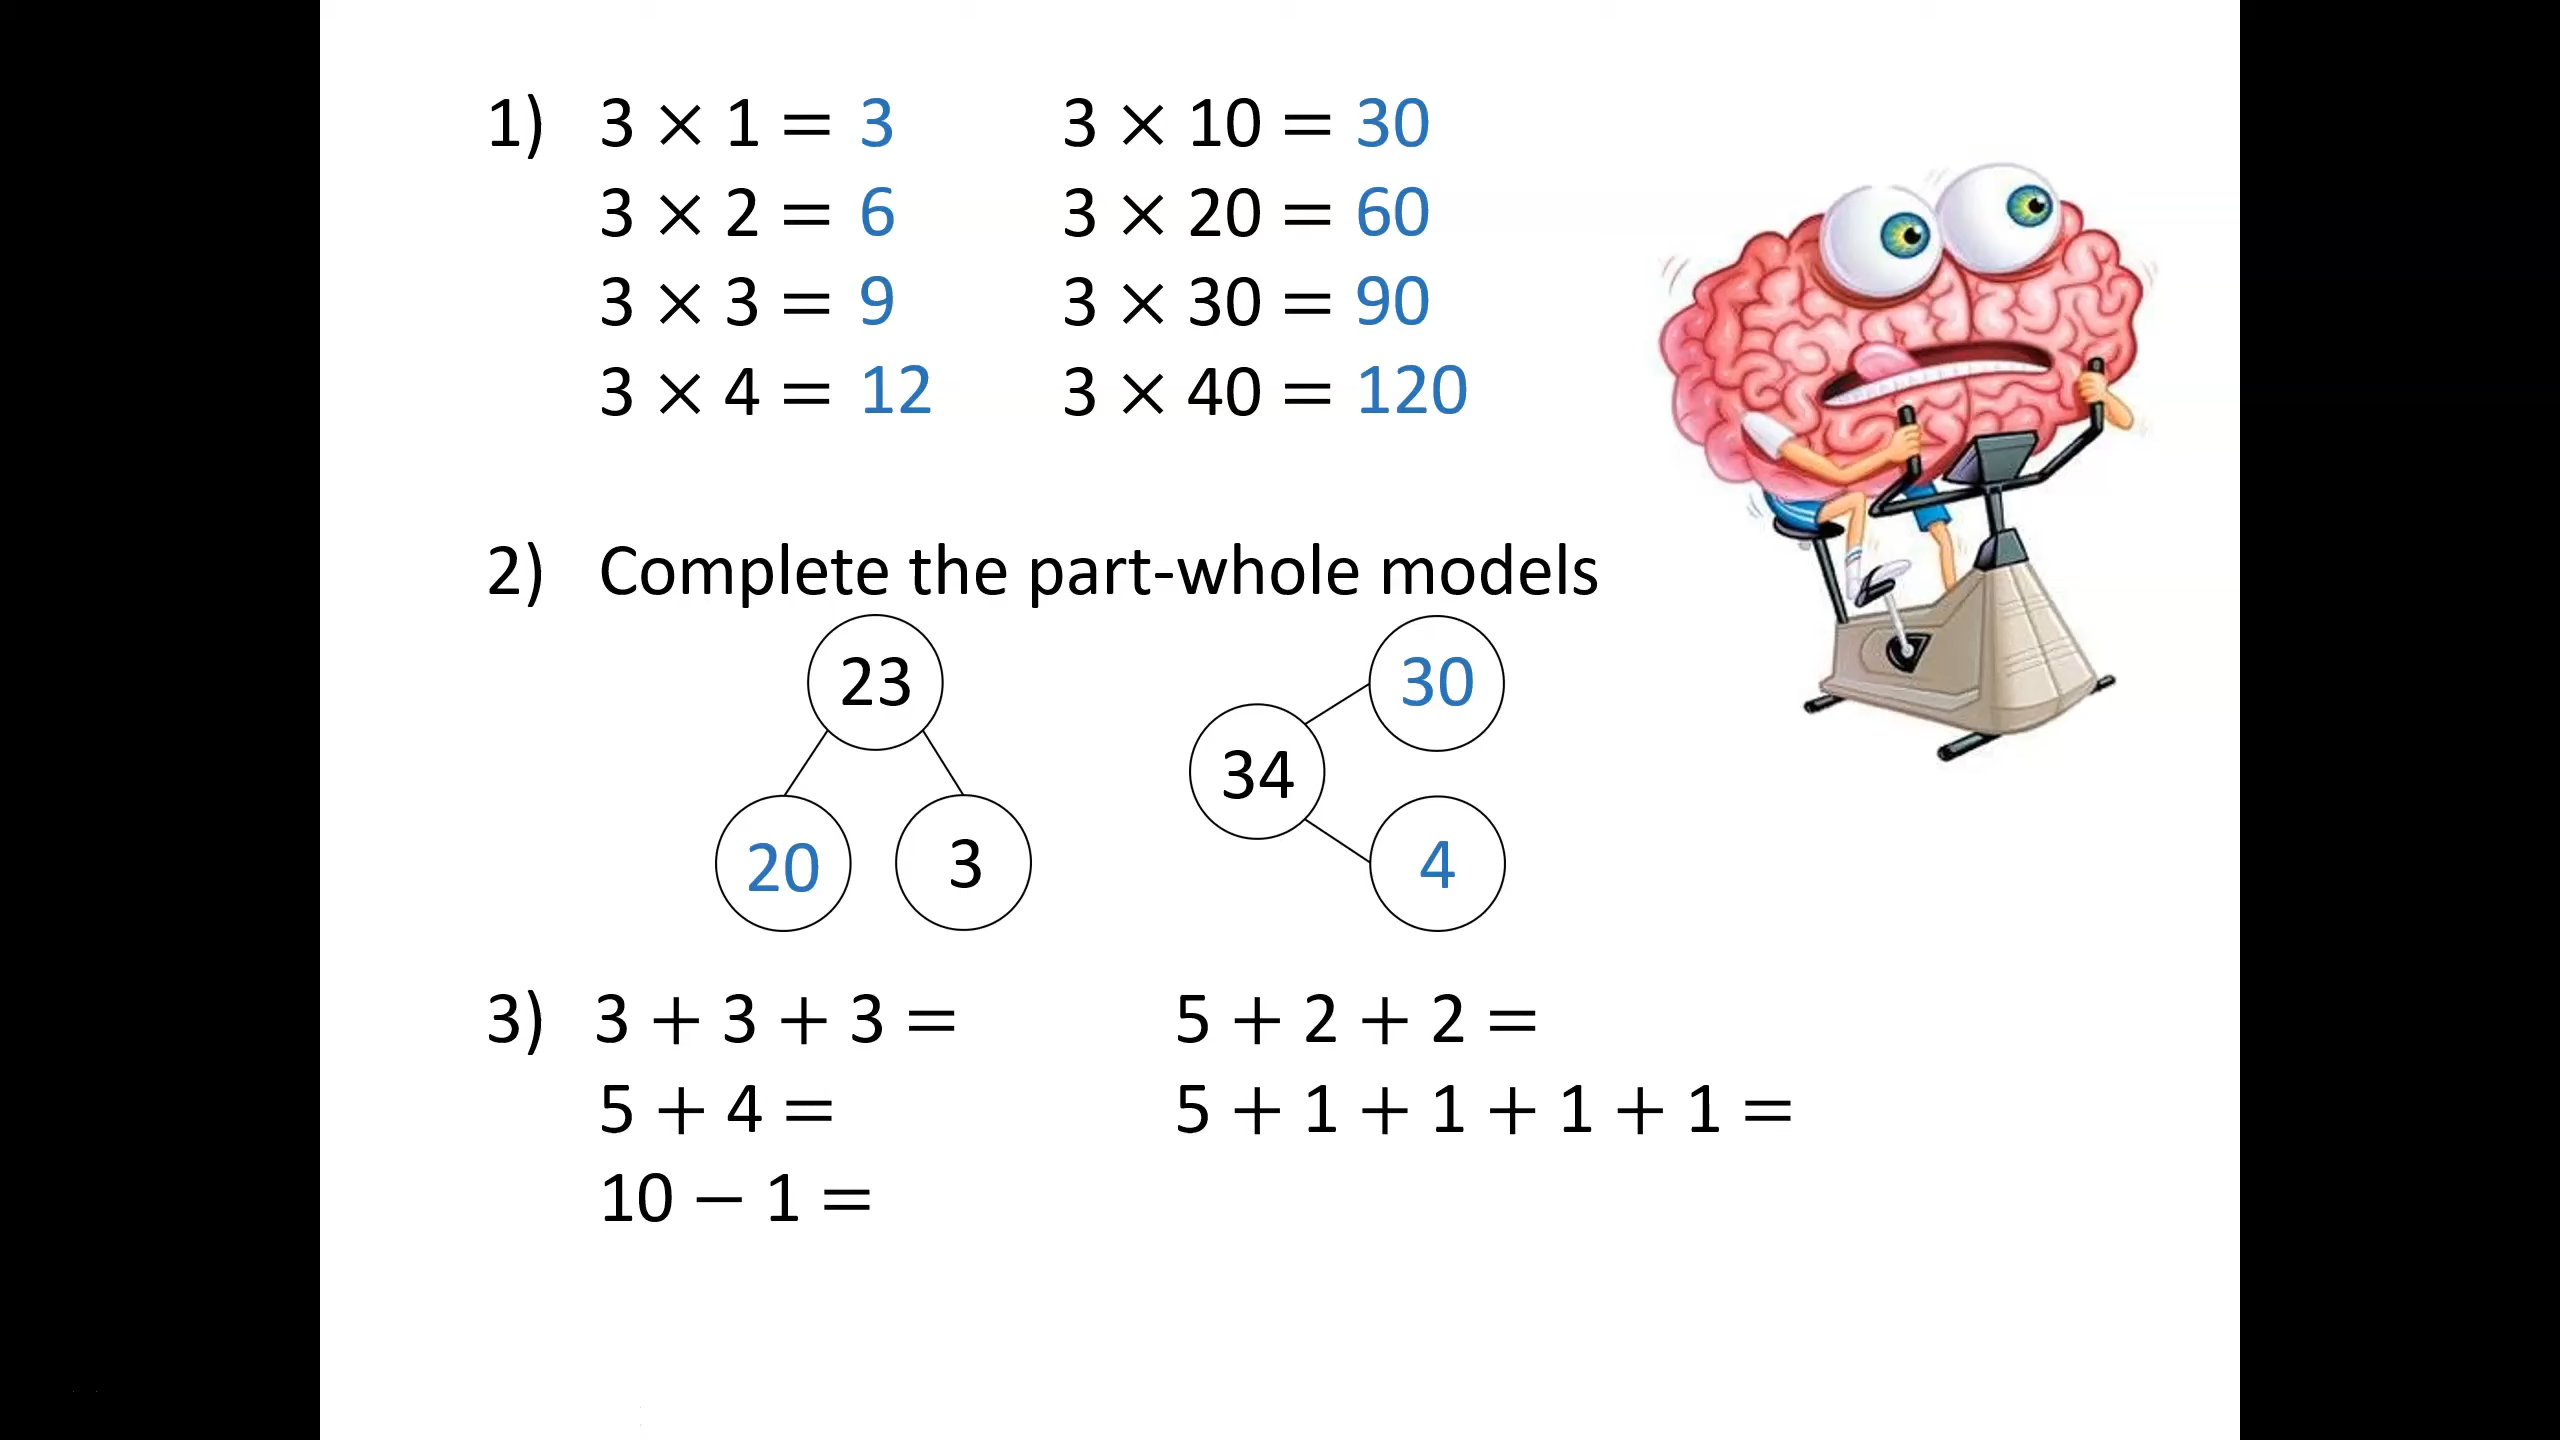 1) 3 × 1 = 3 3 × 10 = 30
3 × 2 = 6 3 × 20 = 60
3 × 3 = 9 3 × 30 = 90
3 × 4 = 12 3 × 40 = 120
2) Complete the part-whole models
23 30
34
20 3 4
3) 3 + 3 + 3 = 5 + 2 + 2 =
5 + 4 = 5 + 1 + 1 + 1 + 1 =
10 − 1 =